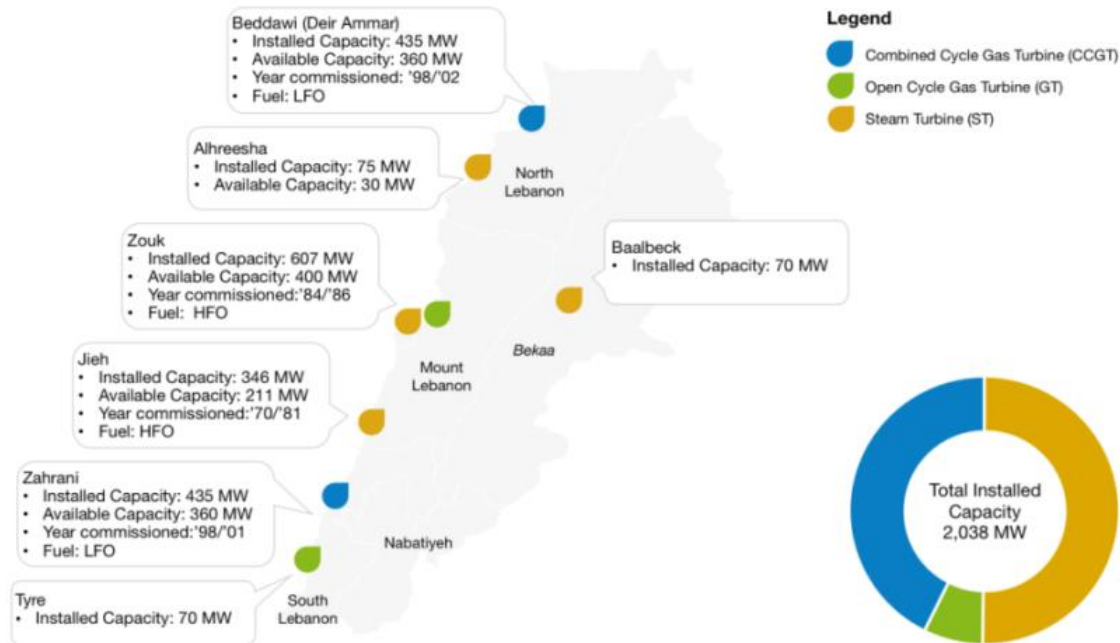 Beddawi (Deir Ammar)
• Installed Capacity: 435 MW
• Available Capacity: 360 MW
• Year commissioned: '98/'02
• Fuel: LFO
Alhreesha
• Installed Capacity: 75 MW
• Available Capacity: 30 MW
Zouk
• Installed Capacity: 607 MW
• Available Capacity: 400 MW
• Year commissioned:'84/'86
• Fuel: HFO
Jieh
• Installed Capacity: 346 MW
• Available Capacity: 211 MW
• Year commissioned:'70/'81
• Fuel: HFO
Zahrani
• Installed Capacity: 435 MW
• Available Capacity: 360 MW
• Year commissioned:'98/'01
• Fuel: LFO
Tyre
• Installed Capacity: 70 MW
Baalbeck
• Installed Capacity: 70 MW
North
Lebanon
Bekaa
Mount
Lebanon
Nabatiyeh
South
Lebanon
Legend
Combined Cycle Gas Turbine (CCGT)
Open Cycle Gas Turbine (GT)
Steam Turbine (ST)
Total Installed
Capacity
2,038 MW